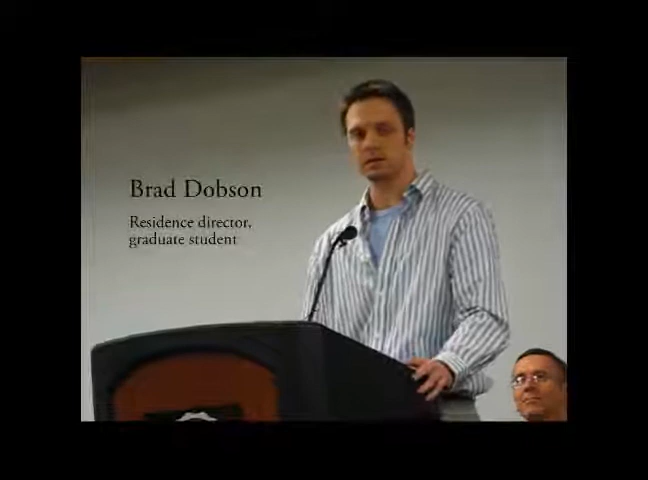 Brad Dobson
Residence director,
graduate student